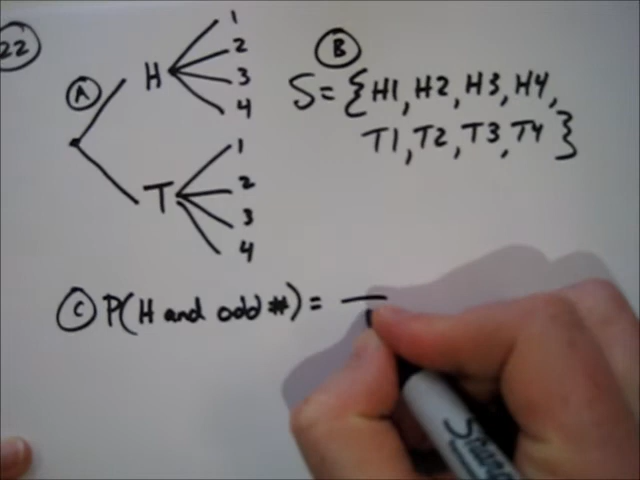 22
A
H
1
2
3
4
T
1
2
3
4
B
S = {H1, H2, H3, H4,
T1, T2, T3, T4}
C P(H and odd #) =